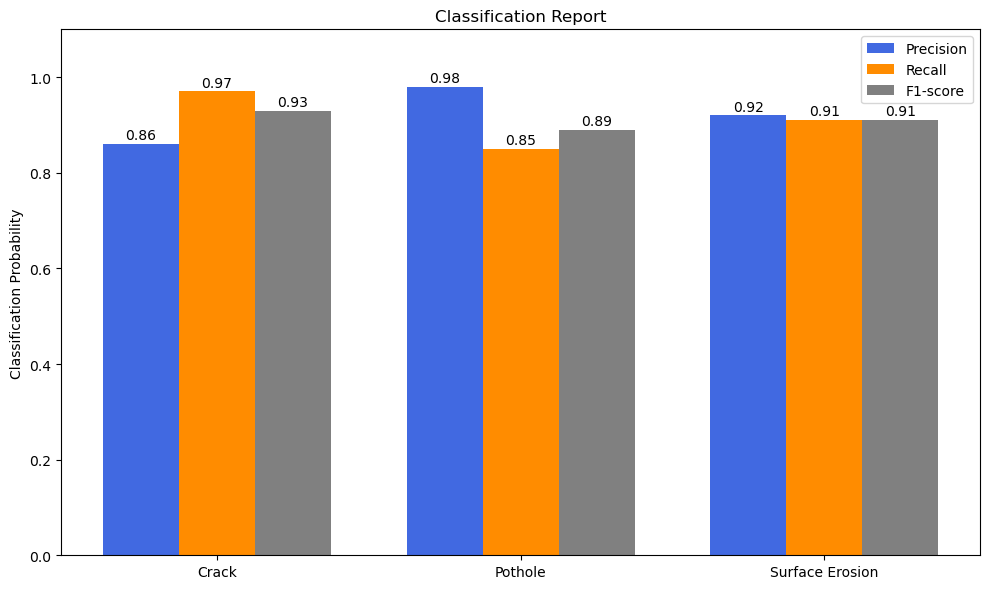 Classification Report
Precision
Recall
F1-score
Classification Probability
1.0
0.8
0.6
0.4
0.2
0.0
0.86
0.97
0.93
0.98
0.85
0.89
0.92
0.91
0.91
Crack
Pothole
Surface Erosion